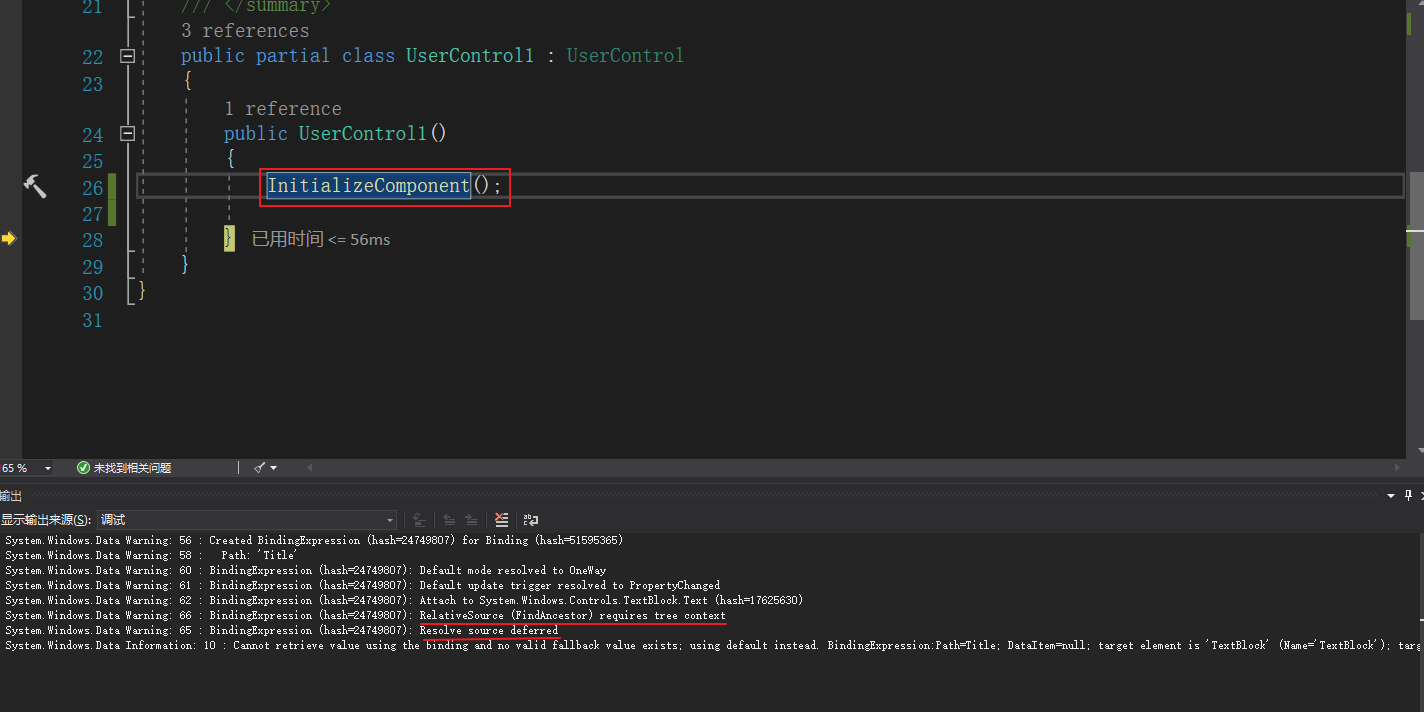 21 /// </summary>
3 references
22 public partial class UserControl1 : UserControl
23 {
1 reference
24 public UserControl1()
25 {
26 InitializeComponent();
27
28 } 已用时间 <= 56ms
29 }
30 }
31
65 % 未找到相关问题
输出
显示输出来源(S): 调试
System.Windows.Data Warning: 56 : Created BindingExpression (hash=24749807) for Binding (hash=51595365)
System.Windows.Data Warning: 58 :   Path: 'Title'
System.Windows.Data Warning: 60 : BindingExpression (hash=24749807): Default mode resolved to OneWay
System.Windows.Data Warning: 61 : BindingExpression (hash=24749807): Default update trigger resolved to PropertyChanged
System.Windows.Data Warning: 62 : BindingExpression (hash=24749807): Attach to System.Windows.Controls.TextBlock.Text (hash=17625630)
System.Windows.Data Warning: 66 : BindingExpression (hash=24749807): RelativeSource (FindAncestor) requires tree context
System.Windows.Data Warning: 65 : BindingExpression (hash=24749807): Resolve source deferred
System.Windows.Data Information: 10 : Cannot retrieve value using the binding and no valid fallback value exists; using default instead. BindingExpression:Path=Title; DataItem=null; target element is 'TextBlock' (Name='TextBlock'); targ